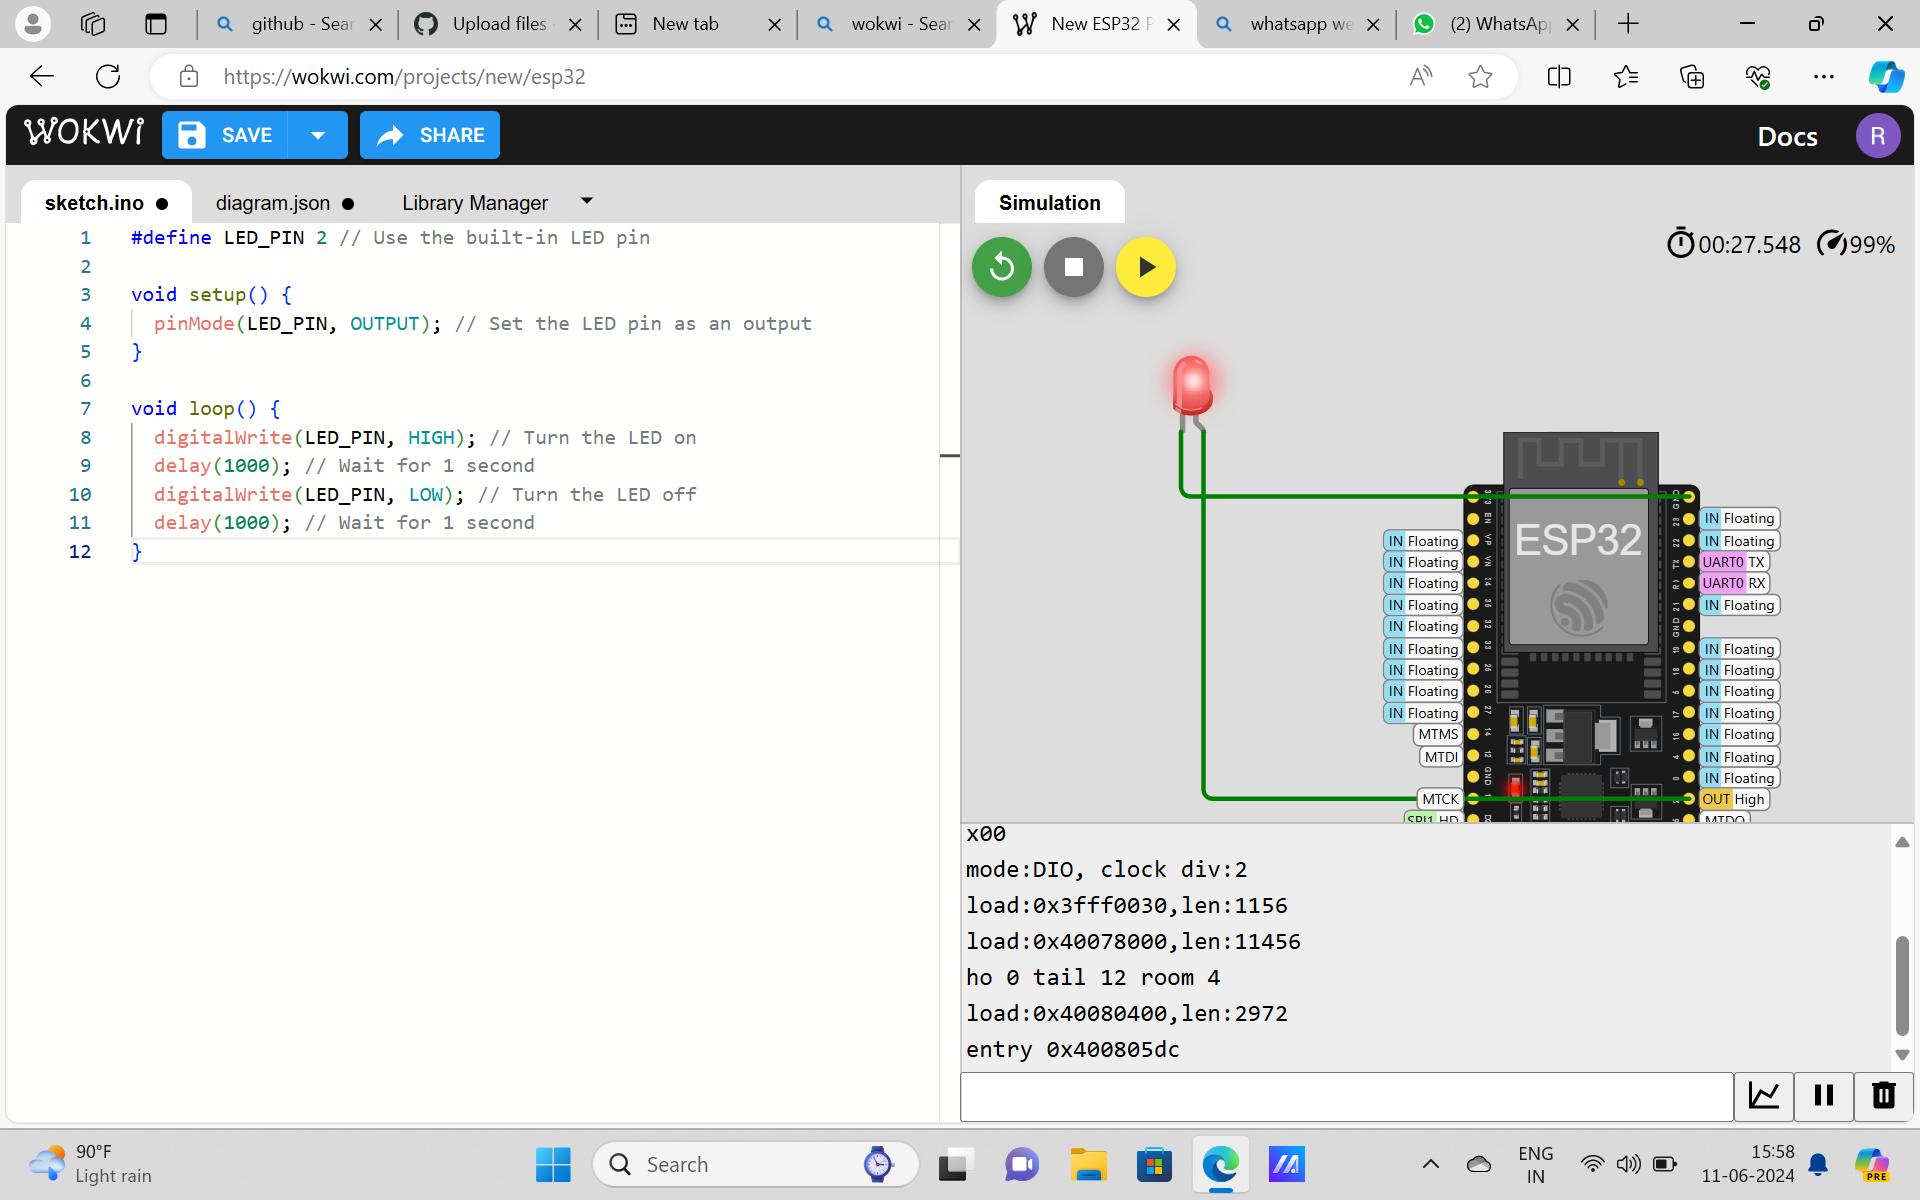 github - Sear
Upload files
New tab
wokwi - Sear
New ESP32 P
whatsapp we
(2) WhatsAp
https://wokwi.com/projects/new/esp32
WOKWi
SAVE
SHARE
Docs
R
sketch.ino
diagram.json
Library Manager
Simulation
00:27.548
99%
1 #define LED_PIN 2 // Use the built-in LED pin
2
3 void setup() {
4 pinMode(LED_PIN, OUTPUT); // Set the LED pin as an output
5 }
6
7 void loop() {
8 digitalWrite(LED_PIN, HIGH); // Turn the LED on
9 delay(1000); // Wait for 1 second
10 digitalWrite(LED_PIN, LOW); // Turn the LED off
11 delay(1000); // Wait for 1 second
12 }
ESP32
IN Floating
IN Floating
IN Floating
IN Floating
IN Floating
IN Floating
IN Floating
IN Floating
IN Floating
MTMS
MTDI
MTCK
SPI1 HD
IN Floating
IN Floating
UART0 TX
UART0 RX
IN Floating
IN Floating
IN Floating
IN Floating
IN Floating
IN Floating
IN Floating
IN Floating
OUT High
MTDO
x00
mode:DIO, clock div:2
load:0x3fff0030,len:1156
load:0x40078000,len:11456
ho 0 tail 12 room 4
load:0x40080400,len:2972
entry 0x400805dc
90°F
Light rain
Search
ENG
IN
15:58
11-06-2024
PRE